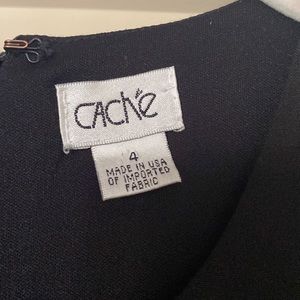 CACHÉ
4
MADE IN USA
OF IMPORTED
FABRIC